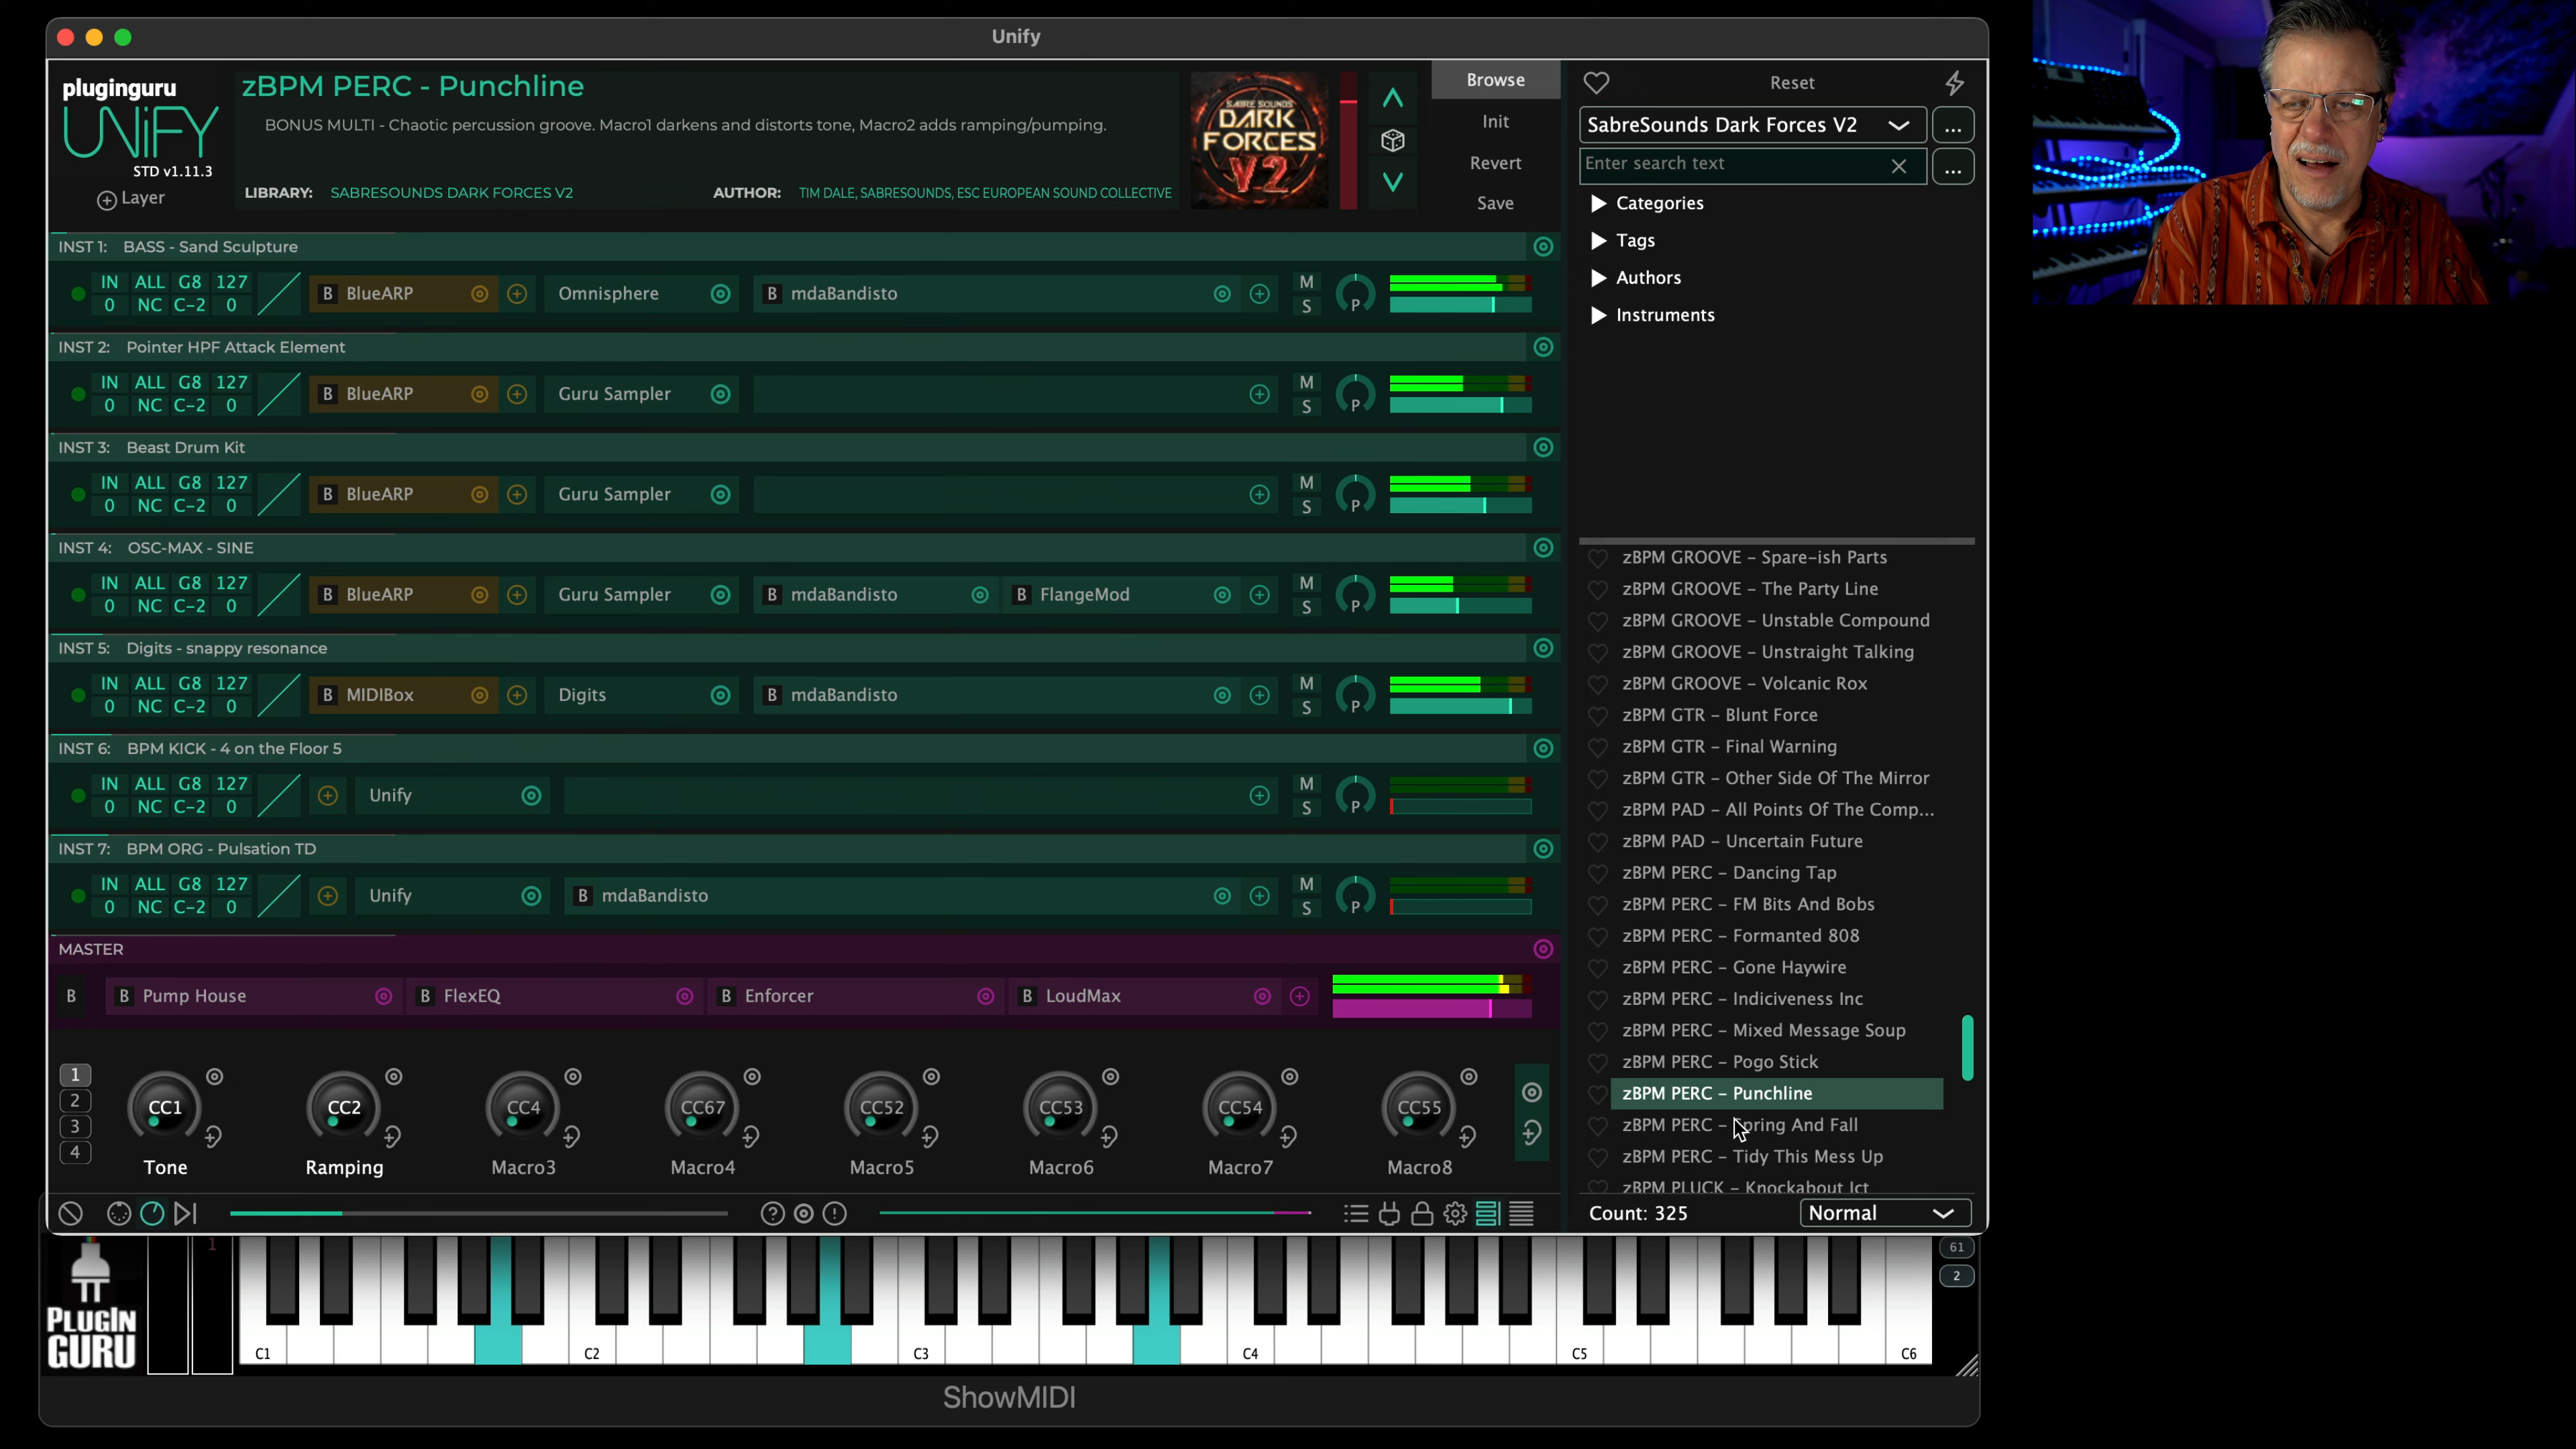 Unify
pluginguru
UNiFY
STD v1.11.3
Layer
zBPM PERC - Punchline
BONUS MULTI - Chaotic percussion groove. Macro1 darkens and distorts tone, Macro2 adds ramping/pumping.
LIBRARY: SABRESOUNDS DARK FORCES V2 AUTHOR: TIM DALE, SABRESOUNDS, ESC EUROPEAN SOUND COLLECTIVE
SABRE SOUNDS
DARK
FORCES
V2
Browse
Init
Revert
Save
Reset
SabreSounds Dark Forces V2 ...
Enter search text ...
Categories
Tags
Authors
Instruments
INST 1: BASS - Sand Sculpture
IN ALL G8 127 B BlueARP Omnisphere B mdaBandisto M P
0 NC C-2 0 S
INST 2: Pointer HPF Attack Element
IN ALL G8 127 B BlueARP Guru Sampler M P
0 NC C-2 0 S
INST 3: Beast Drum Kit
IN ALL G8 127 B BlueARP Guru Sampler M P
0 NC C-2 0 S
INST 4: OSC-MAX - SINE
IN ALL G8 127 B BlueARP Guru Sampler B mdaBandisto B FlangeMod M P
0 NC C-2 0 S
INST 5: Digits - snappy resonance
IN ALL G8 127 B MIDIBox Digits B mdaBandisto M P
0 NC C-2 0 S
INST 6: BPM KICK - 4 on the Floor 5
IN ALL G8 127 Unify M P
0 NC C-2 0 S
INST 7: BPM ORG - Pulsation TD
IN ALL G8 127 Unify B mdaBandisto M P
0 NC C-2 0 S
MASTER
B B Pump House B FlexEQ B Enforcer B LoudMax
1
2
3
4
CC1 CC2 CC4 CC67 CC52 CC53 CC54 CC55
Tone Ramping Macro3 Macro4 Macro5 Macro6 Macro7 Macro8
zBPM GROOVE – Spare-ish Parts
zBPM GROOVE – The Party Line
zBPM GROOVE – Unstable Compound
zBPM GROOVE – Unstraight Talking
zBPM GROOVE – Volcanic Rox
zBPM GTR – Blunt Force
zBPM GTR – Final Warning
zBPM GTR – Other Side Of The Mirror
zBPM PAD – All Points Of The Comp...
zBPM PAD – Uncertain Future
zBPM PERC – Dancing Tap
zBPM PERC – FM Bits And Bobs
zBPM PERC – Formanted 808
zBPM PERC – Gone Haywire
zBPM PERC – Indiciveness Inc
zBPM PERC – Mixed Message Soup
zBPM PERC – Pogo Stick
zBPM PERC – Punchline
zBPM PERC – Spring And Fall
zBPM PERC – Tidy This Mess Up
zBPM PLUCK – Knockabout Jct
Count: 325 Normal
1
PLUGIN
GURU
C1 C2 C3 C4 C5 C6
61
2
ShowMIDI